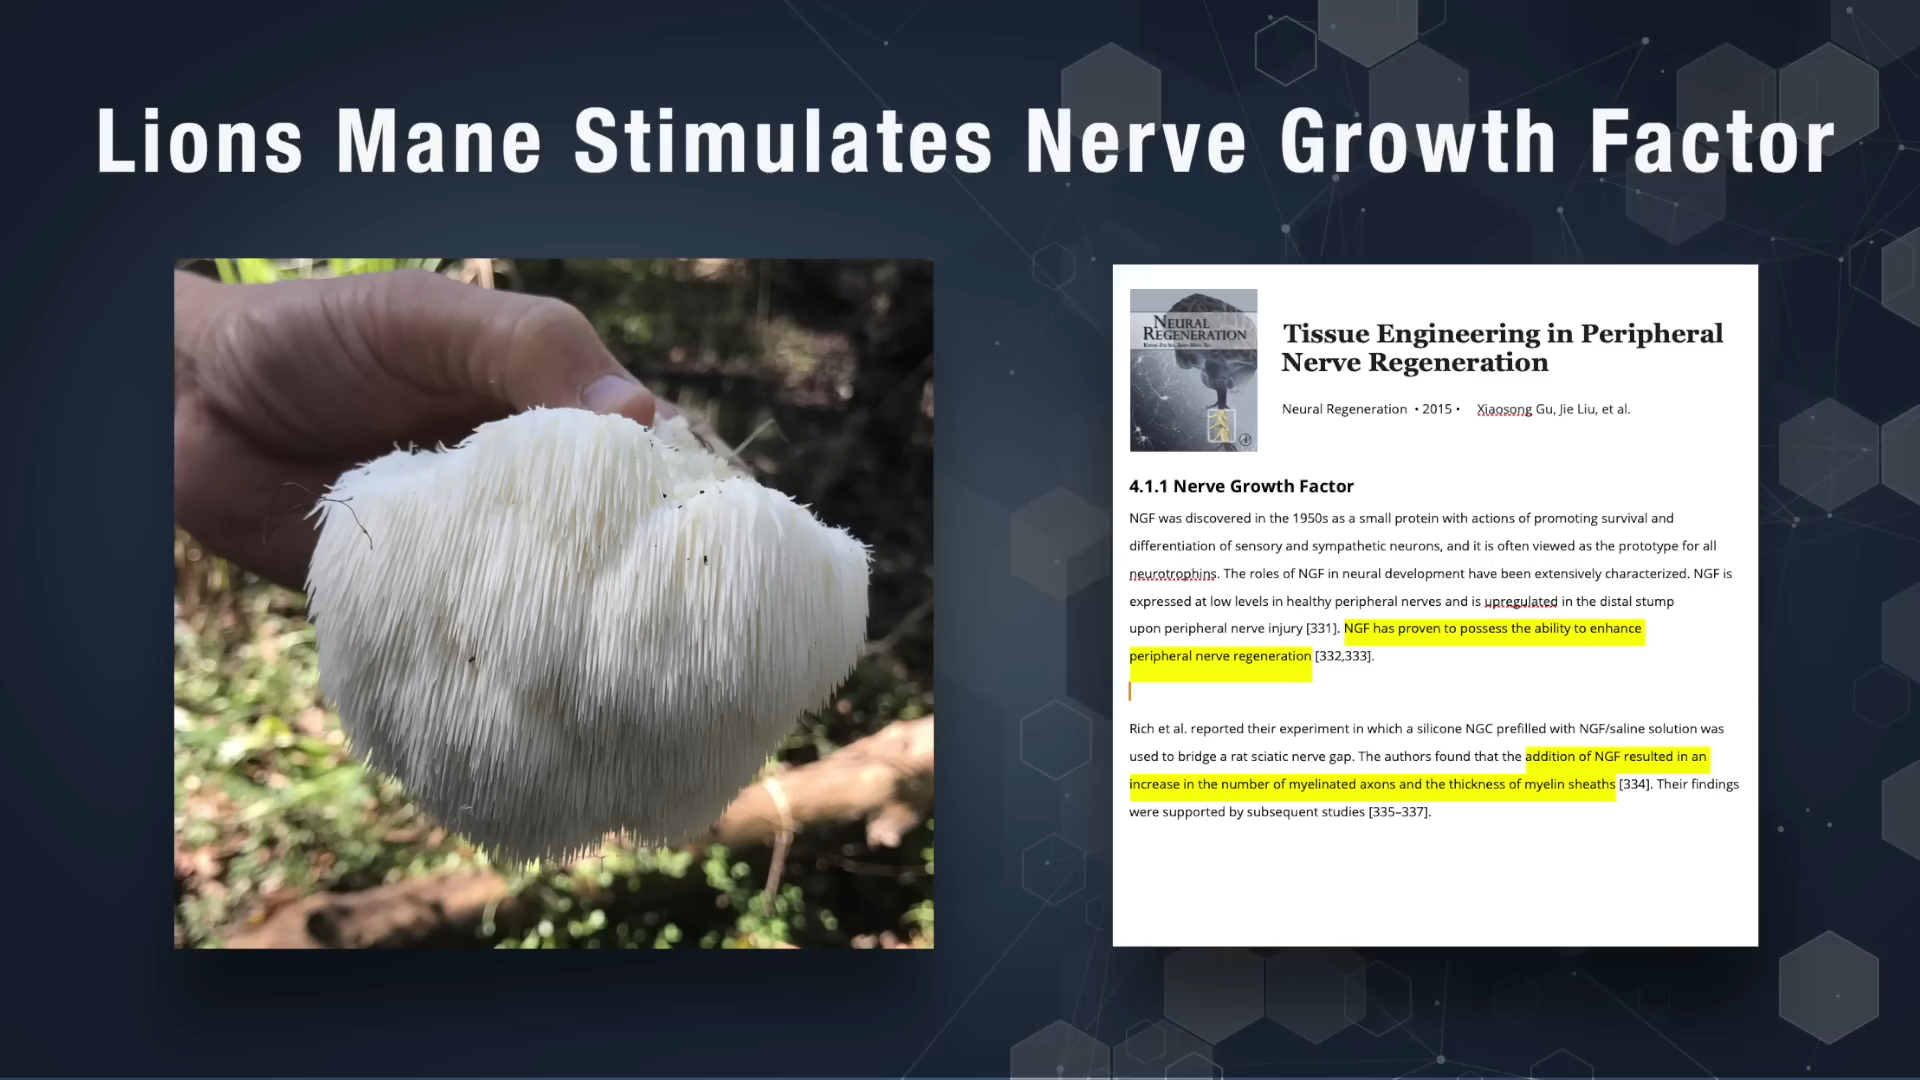 Lions Mane Stimulates Nerve Growth Factor
NEURAL
REGENERATION
Tissue Engineering in Peripheral
Nerve Regeneration
Neural Regeneration • 2015 • Xiaosong Gu, Jie Liu, et al.
4.1.1 Nerve Growth Factor
NGF was discovered in the 1950s as a small protein with actions of promoting survival and
differentiation of sensory and sympathetic neurons, and it is often viewed as the prototype for all
neurotrophins. The roles of NGF in neural development have been extensively characterized. NGF is
expressed at low levels in healthy peripheral nerves and is upregulated in the distal stump
upon peripheral nerve injury [331]. NGF has proven to possess the ability to enhance
peripheral nerve regeneration [332,333].
Rich et al. reported their experiment in which a silicone NGC prefilled with NGF/saline solution was
used to bridge a rat sciatic nerve gap. The authors found that the addition of NGF resulted in an
increase in the number of myelinated axons and the thickness of myelin sheaths [334]. Their findings
were supported by subsequent studies [335–337].